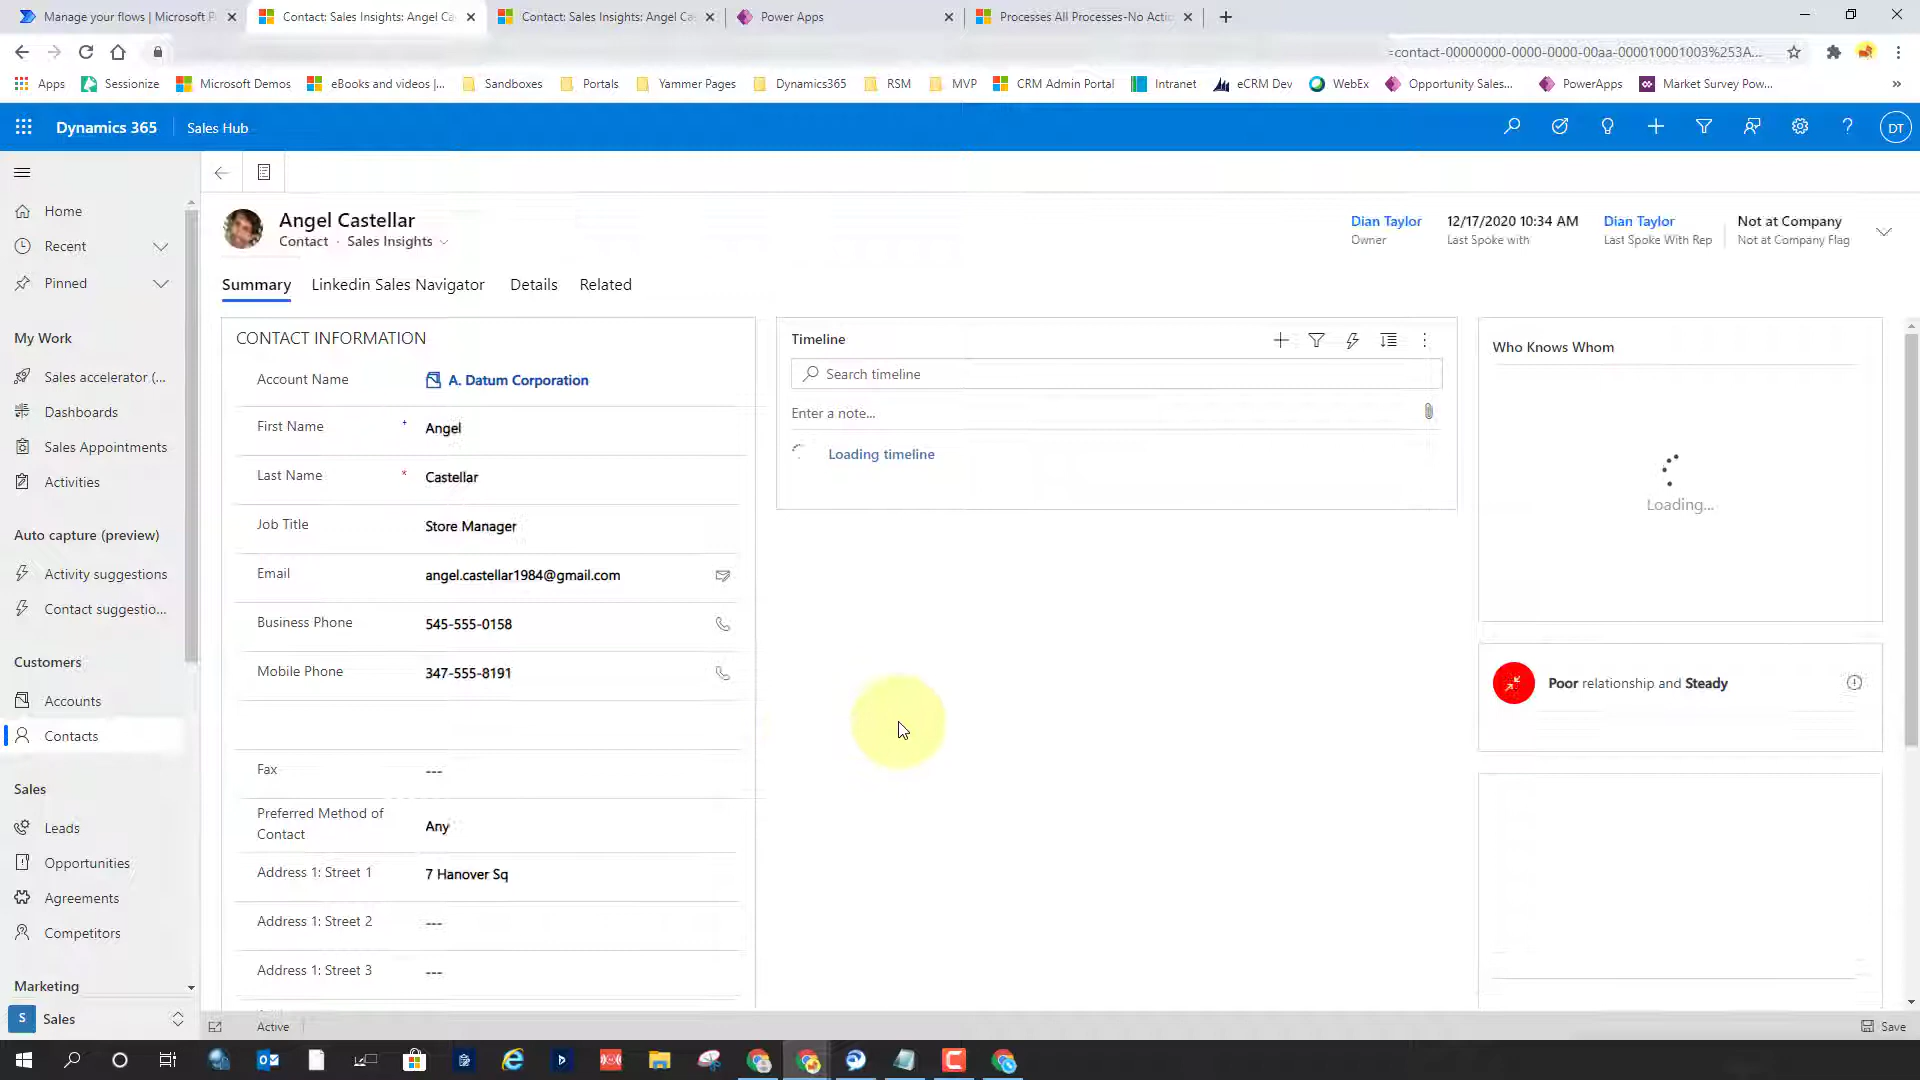 Manage your flows | Microsoft P
Contact: Sales Insights: Angel Ca
Contact: Sales Insights: Angel Ca
Power Apps
Processes All Processes-No Actio
=contact-00000000-0000-0000-00aa-000010001003%253A...
Apps
Sessionize
Microsoft Demos
eBooks and videos |...
Sandboxes
Portals
Yammer Pages
Dynamics365
RSM
MVP
CRM Admin Portal
Intranet
eCRM Dev
WebEx
Opportunity Sales...
PowerApps
Market Survey Pow...
Dynamics 365
Sales Hub
DT
Home
Recent
Pinned
My Work
Sales accelerator (...
Dashboards
Sales Appointments
Activities
Auto capture (preview)
Activity suggestions
Contact suggestio...
Customers
Accounts
Contacts
Sales
Leads
Opportunities
Agreements
Competitors
Marketing
S Sales
Angel Castellar
Contact · Sales Insights
Dian Taylor
Owner
12/17/2020 10:34 AM
Last Spoke with
Dian Taylor
Last Spoke With Rep
Not at Company
Not at Company Flag
Summary
Linkedin Sales Navigator
Details
Related
CONTACT INFORMATION
Account Name A. Datum Corporation
First Name + Angel
Last Name * Castellar
Job Title Store Manager
Email angel.castellar1984@gmail.com
Business Phone 545-555-0158
Mobile Phone 347-555-8191
Fax ---
Preferred Method of
Contact
Any
Address 1: Street 1 7 Hanover Sq
Address 1: Street 2 ---
Address 1: Street 3 ---
Timeline
Search timeline
Enter a note...
Loading timeline
Who Knows Whom
Loading...
Poor relationship and Steady
Active
Save